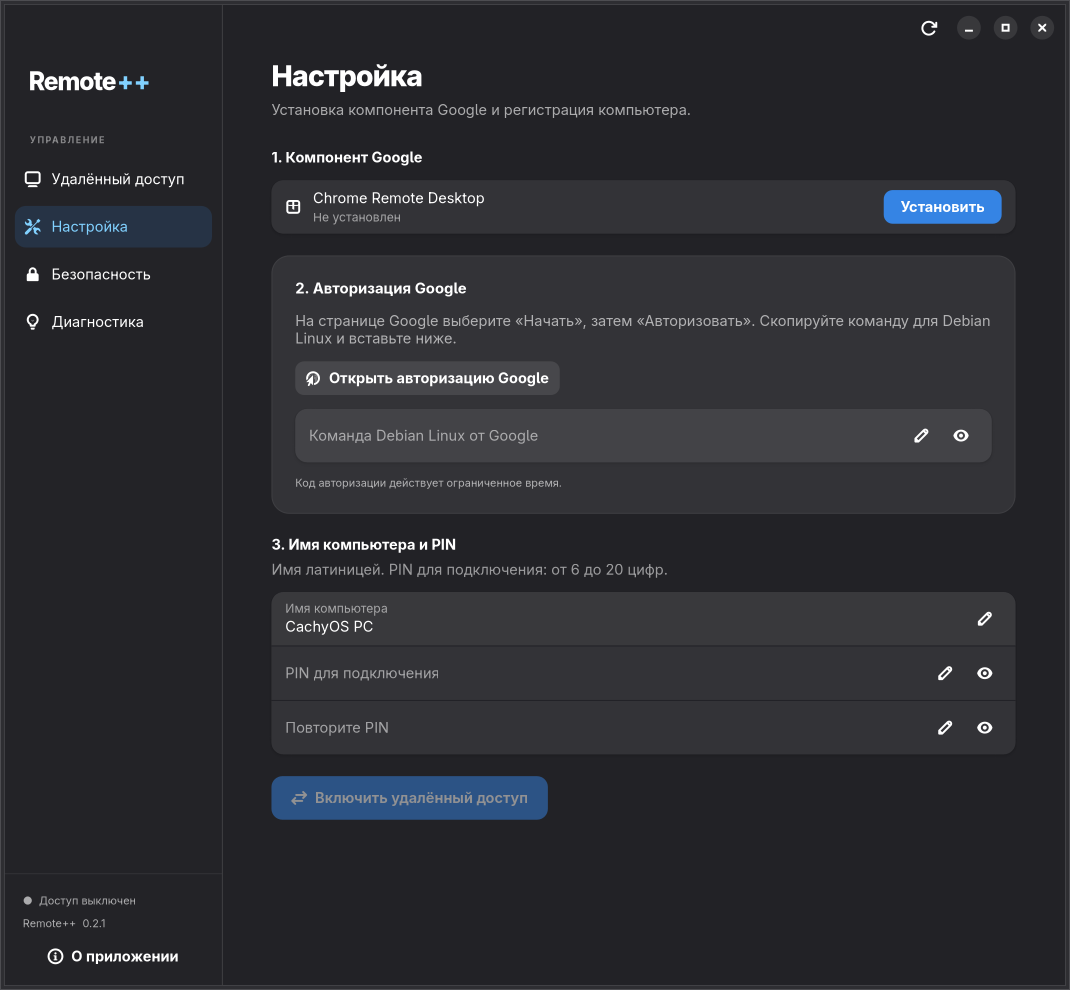 Remote++
УПРАВЛЕНИЕ
Удалённый доступ
Настройка
Безопасность
Диагностика
Доступ выключен
Remote++ 0.2.1
О приложении
Настройка
Установка компонента Google и регистрация компьютера.
1. Компонент Google
Chrome Remote Desktop
Не установлен
Установить
2. Авторизация Google
На странице Google выберите «Начать», затем «Авторизовать». Скопируйте команду для Debian
Linux и вставьте ниже.
Открыть авторизацию Google
Команда Debian Linux от Google
Код авторизации действует ограниченное время.
3. Имя компьютера и PIN
Имя латиницей. PIN для подключения: от 6 до 20 цифр.
Имя компьютера
CachyOS PC
PIN для подключения
Повторите PIN
Включить удалённый доступ